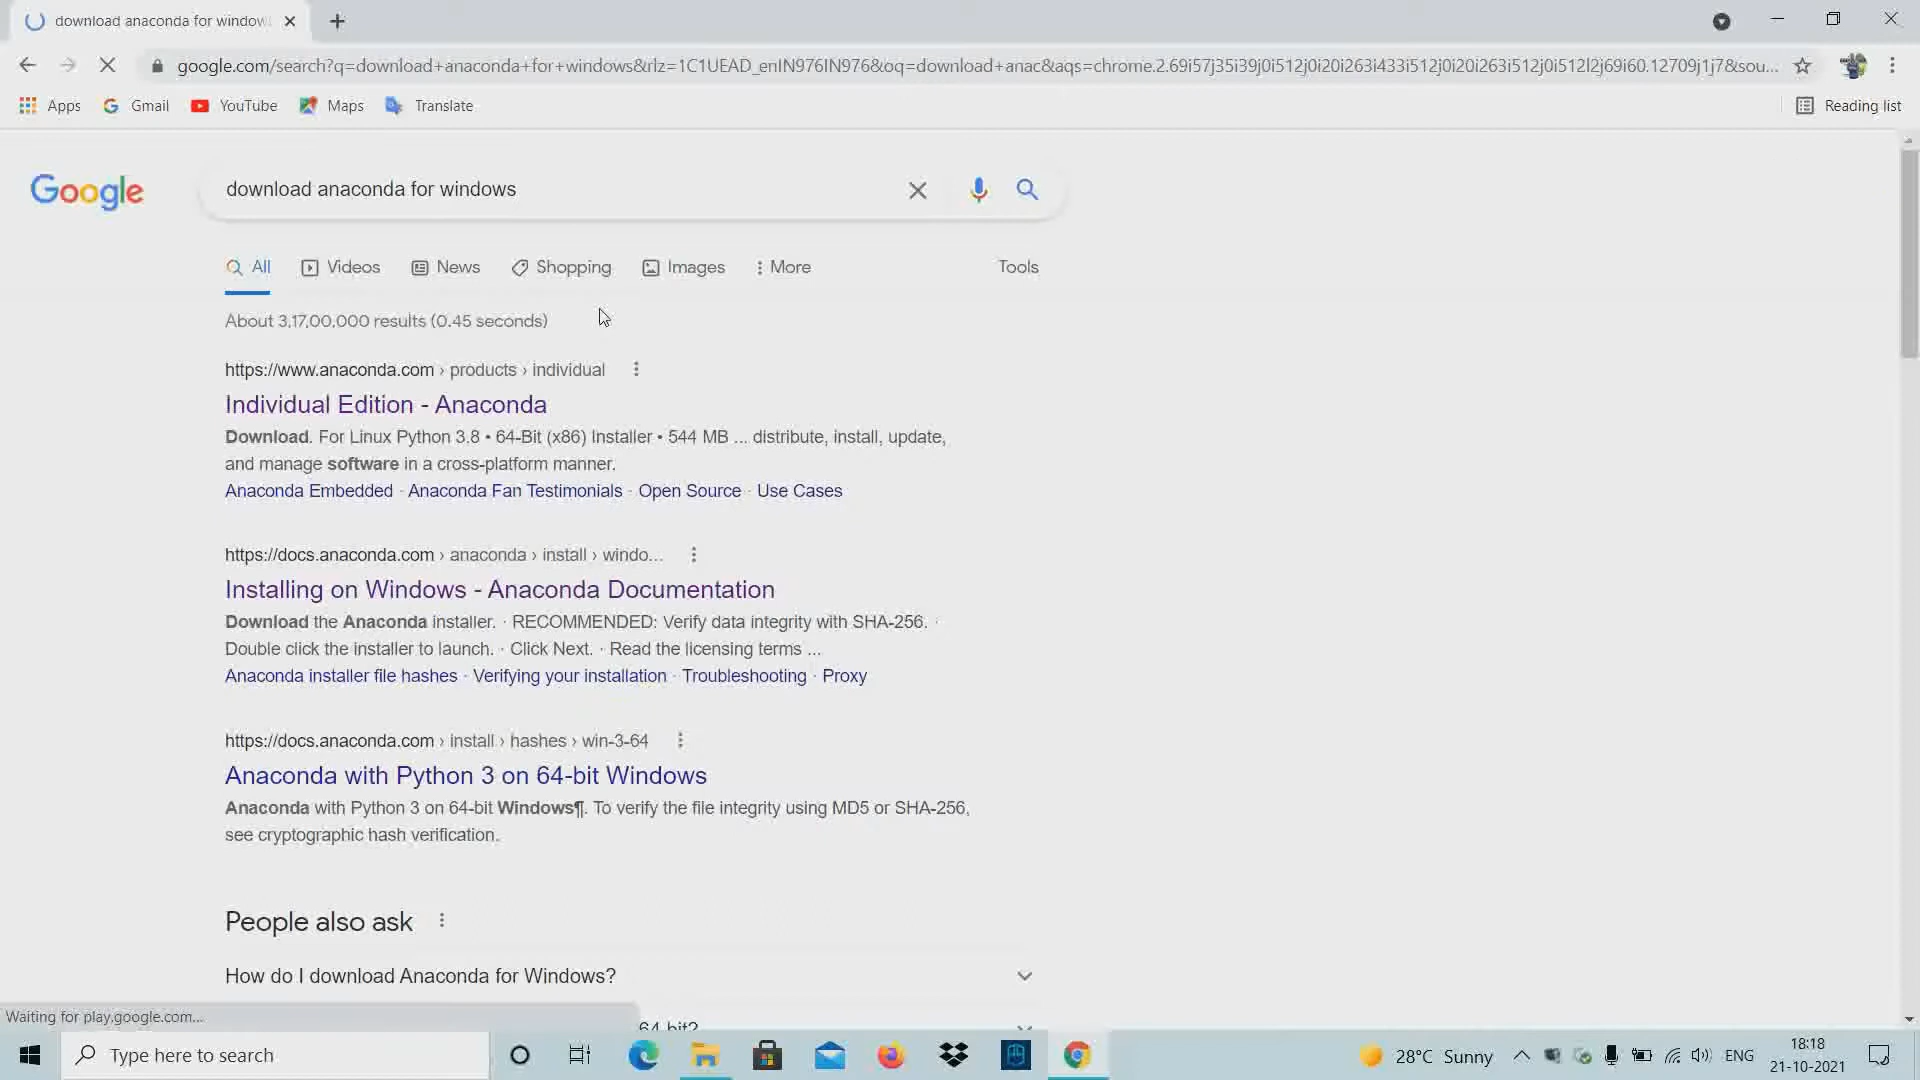 download anaconda for window
google.com/search?q=download+anaconda+for+windows&rlz=1C1UEAD_enIN976IN976&oq=download+anac&aqs=chrome.2.69i57j35i39j0i512j0i20i263i433i512j0i20i263i512j0i512l2j69i60.12709j1j7&sou...
Apps Gmail YouTube Maps Translate Reading list
Google download anaconda for windows
All Videos News Shopping Images More Tools
About 3,17,00,000 results (0.45 seconds)
https://www.anaconda.com › products › individual
Individual Edition - Anaconda
Download. For Linux Python 3.8 • 64-Bit (x86) Installer • 544 MB ... distribute, install, update,
and manage software in a cross-platform manner.
Anaconda Embedded · Anaconda Fan Testimonials · Open Source · Use Cases
https://docs.anaconda.com › anaconda › install › windo...
Installing on Windows - Anaconda Documentation
Download the Anaconda installer. · RECOMMENDED: Verify data integrity with SHA-256. ·
Double click the installer to launch. · Click Next. · Read the licensing terms ...
Anaconda installer file hashes · Verifying your installation · Troubleshooting · Proxy
https://docs.anaconda.com › install › hashes › win-3-64
Anaconda with Python 3 on 64-bit Windows
Anaconda with Python 3 on 64-bit Windows¶. To verify the file integrity using MD5 or SHA-256,
see cryptographic hash verification.
People also ask
How do I download Anaconda for Windows?
Waiting for play.google.com...
64 bit?
Type here to search
28°C Sunny
ENG
18:18
21-10-2021